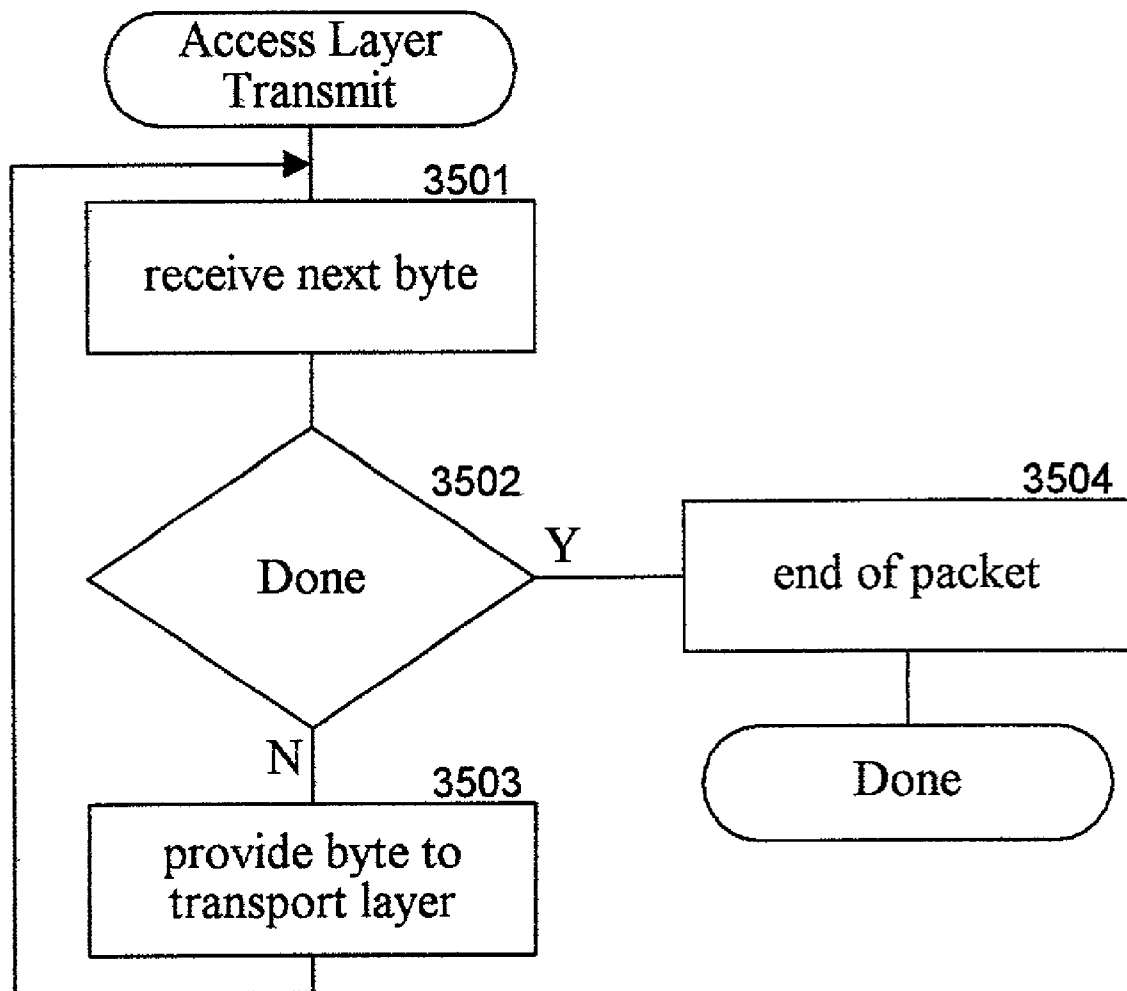 Access Layer
Transmit
3501
receive next byte
3502
Done
Y
3504
end of packet
Done
N
3503
provide byte to
transport layer